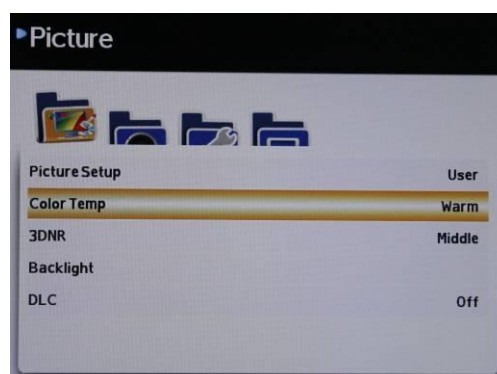 Picture
Picture Setup User
Color Temp Warm
3DNR Middle
Backlight
DLC Off